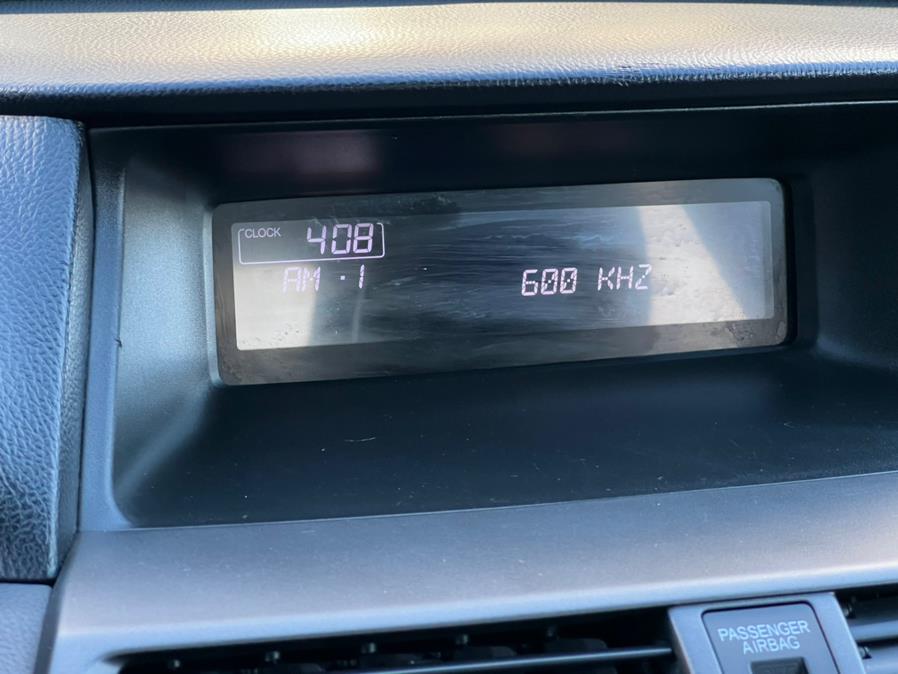 CLOCK 408
AM · 1 600 KHZ
PASSENGER
AIRBAG